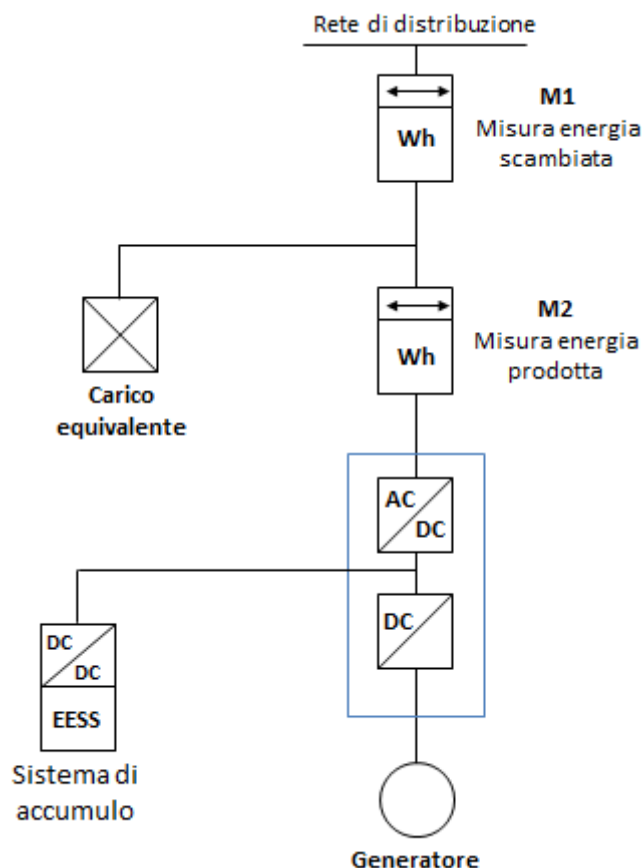 Rete di distribuzione
M1
Misura energia
scambiata
Wh
M2
Misura energia
prodotta
Wh
Carico
equivalente
AC
DC
DC
DC
DC
EESS
Sistema di
accumulo
Generatore